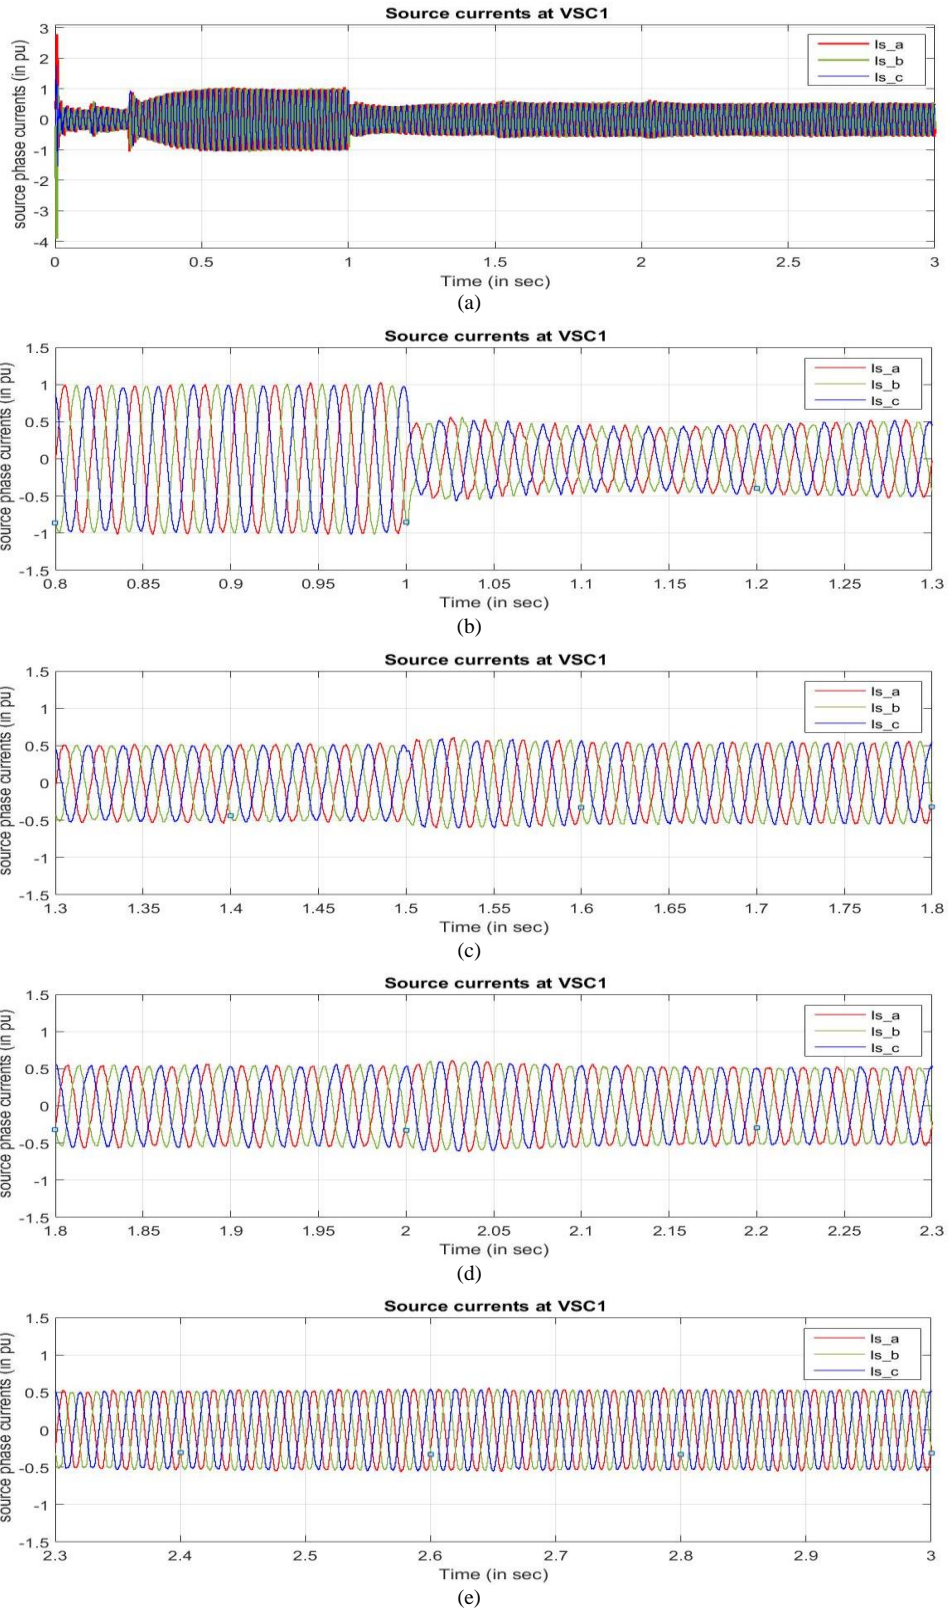 Source currents at VSC1
source phase currents (in pu)
3
2
1
0
-1
-2
-3
-4
Is_a
Is_b
Is_c
0 0.5 1 1.5 2 2.5 3
Time (in sec)
(a)
Source currents at VSC1
source phase currents (in pu)
1.5
1
0.5
0
-0.5
-1
-1.5
Is_a
Is_b
Is_c
0.8 0.85 0.9 0.95 1 1.05 1.1 1.15 1.2 1.25 1.3
Time (in sec)
(b)
Source currents at VSC1
source phase currents (in pu)
1.5
1
0.5
0
-0.5
-1
-1.5
Is_a
Is_b
Is_c
1.3 1.35 1.4 1.45 1.5 1.55 1.6 1.65 1.7 1.75 1.8
Time (in sec)
(c)
Source currents at VSC1
source phase currents (in pu)
1.5
1
0.5
0
-0.5
-1
-1.5
Is_a
Is_b
Is_c
1.8 1.85 1.9 1.95 2 2.05 2.1 2.15 2.2 2.25 2.3
Time (in sec)
(d)
Source currents at VSC1
source phase currents (in pu)
1.5
1
0.5
0
-0.5
-1
-1.5
Is_a
Is_b
Is_c
2.3 2.4 2.5 2.6 2.7 2.8 2.9 3
Time (in sec)
(e)